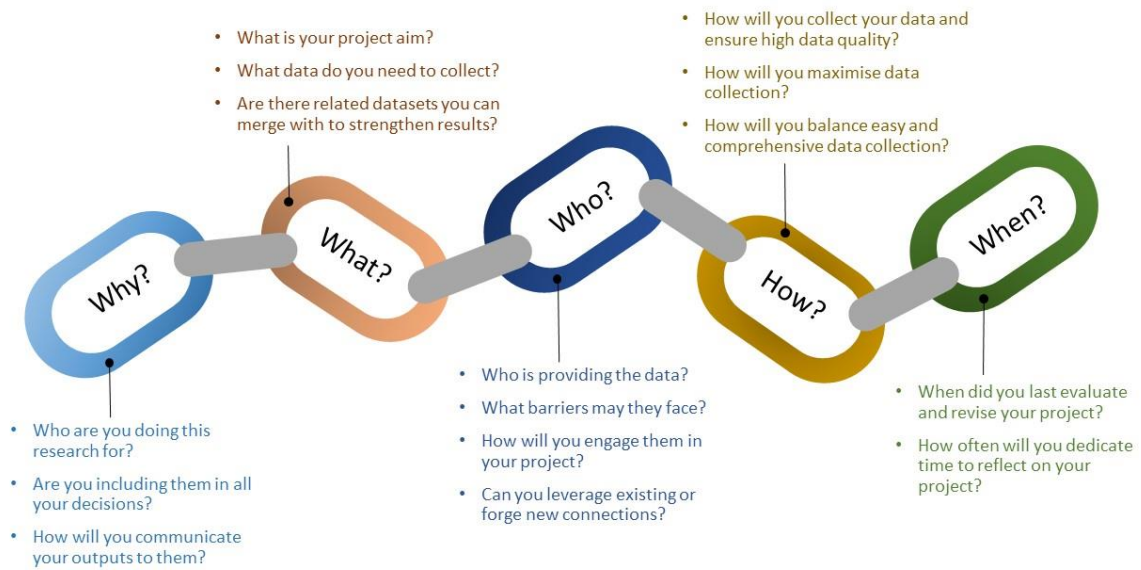 Why?
• Who are you doing this
research for?
• Are you including them in all
your decisions?
• How will you communicate
your outputs to them?
• What is your project aim?
• What data do you need to collect?
• Are there related datasets you can
merge with to strengthen results?
What?
Who?
• Who is providing the data?
• What barriers may they face?
• How will you engage them in
your project?
• Can you leverage existing or
forge new connections?
• How will you collect your data and
ensure high data quality?
• How will you maximise data
collection?
• How will you balance easy and
comprehensive data collection?
How?
When?
• When did you last evaluate
and revise your project?
• How often will you dedicate
time to reflect on your
project?